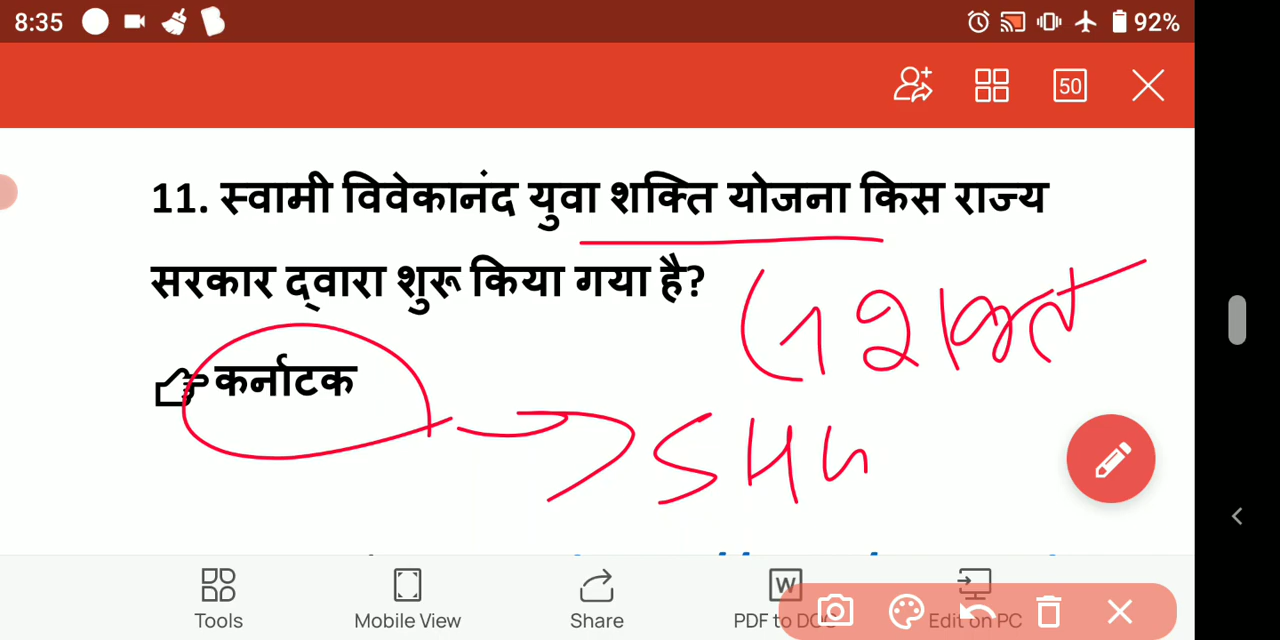 8:35
92%
50
11. स्वामी विवेकानंद युवा शक्ति योजना किस राज्य
सरकार द्वारा शुरू किया गया है?
कर्नाटक
Tools
Mobile View
Share
PDF to DOC
Edit on PC